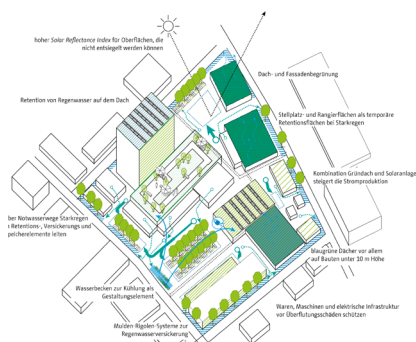 hoher Solar Reflectance Index für Oberflächen, die
nicht entsiegelt werden können
Dach- und Fassadenbegrünung
Retention von Regenwasser auf dem Dach
Stellplatz- und Rangierflächen als temporäre
Retentionsflächen bei Starkregen
Kombination Gründach und Solaranlage
steigert die Stromproduktion
ber Notwasserwege Starkregen
n Retentions-, Versickerungs und
peicherelemente leiten
blaugrüne Dächer vor allem
auf Bauten unter 10 m Höhe
Wasserbecken zur Kühlung als
Gestaltungselement
Waren, Maschinen und elektrische Infrastruktur
vor Überflutungsschäden schützen
Mulden-Rigolen-Systeme zur
Regenwasserversickerung